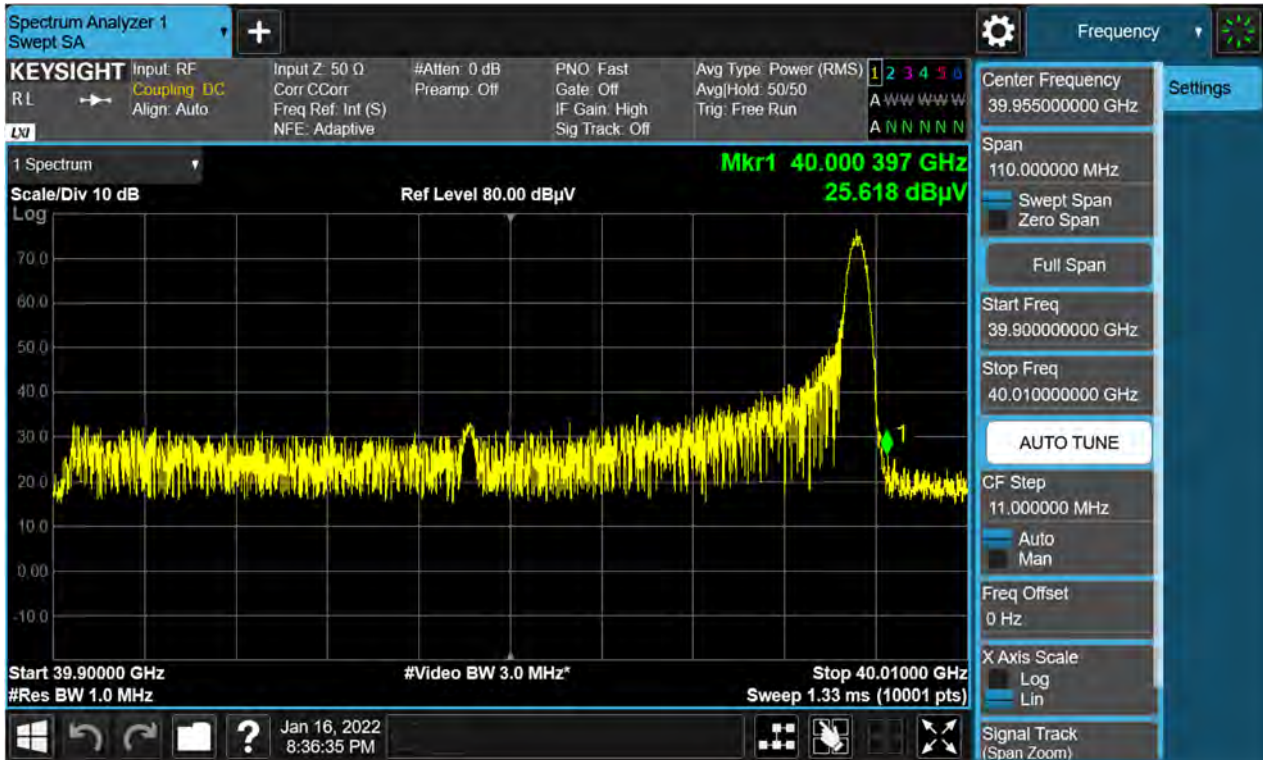 Spectrum Analyzer 1
Swept SA
+
Frequency
KEYSIGHT
RL
LXI
Input: RF
Coupling: DC
Align: Auto
Input Z: 50 Ω
Corr CCorr
Freq Ref: Int (S)
NFE: Adaptive
#Atten: 0 dB
Preamp: Off
PNO: Fast
Gate: Off
IF Gain: High
Sig Track: Off
Avg Type: Power (RMS)
Avg|Hold: 50/50
Trig: Free Run
1 2 3 4 5 6
A W W W W W
A N N N N N
Center Frequency
39.955000000 GHz
Settings
Span
110.000000 MHz
Swept Span
Zero Span
Full Span
Start Freq
39.900000000 GHz
Stop Freq
40.010000000 GHz
AUTO TUNE
CF Step
11.000000 MHz
Auto
Man
Freq Offset
0 Hz
X Axis Scale
Log
Lin
Signal Track
(Span Zoom)
1 Spectrum
Mkr1 40.000 397 GHz
Scale/Div 10 dB
Ref Level 80.00 dBµV
25.618 dBµV
Log
70.0
60.0
50.0
40.0
30.0
1
20.0
10.0
0.00
-10.0
Start 39.90000 GHz
#Video BW 3.0 MHz*
Stop 40.01000 GHz
#Res BW 1.0 MHz
Sweep 1.33 ms (10001 pts)
?
Jan 16, 2022
8:36:35 PM